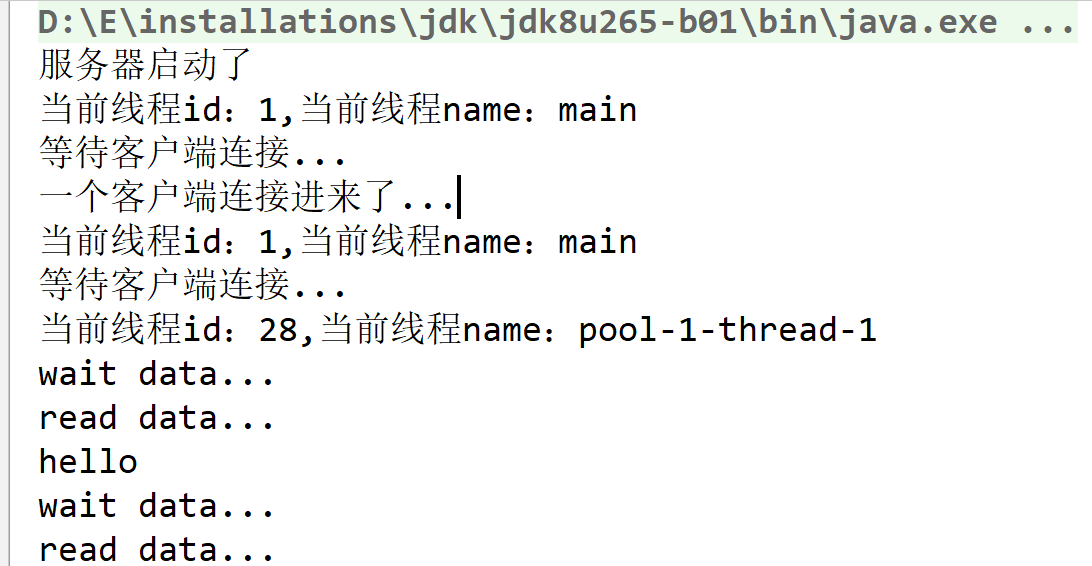 D:\E\installations\jdk\jdk8u265-b01\bin\java.exe ...
服务器启动了
当前线程id：1,当前线程name：main
等待客户端连接...
一个客户端连接进来了...
当前线程id：1,当前线程name：main
等待客户端连接...
当前线程id：28,当前线程name：pool-1-thread-1
wait data...
read data...
hello
wait data...
read data...